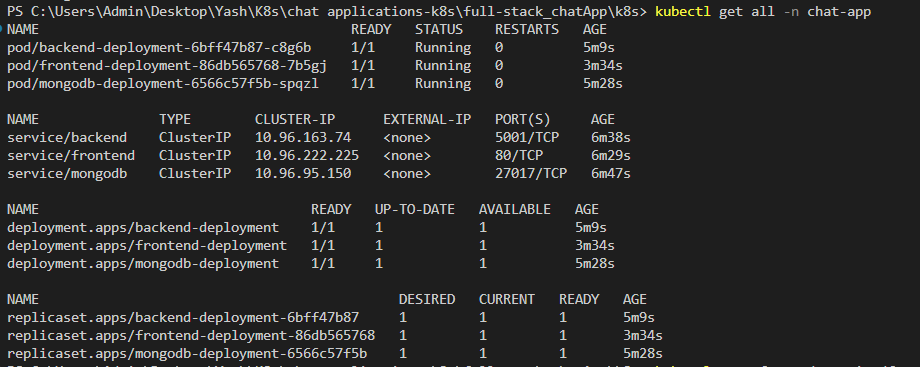 PS C:\Users\Admin\Desktop\Yash\K8s\chat applications-k8s\full-stack_chatApp\k8s> kubectl get all -n chat-app
NAME READY STATUS RESTARTS AGE
pod/backend-deployment-6bff47b87-c8g6b 1/1 Running 0 5m9s
pod/frontend-deployment-86db565768-7b5gj 1/1 Running 0 3m34s
pod/mongodb-deployment-6566c57f5b-spqzl 1/1 Running 0 5m28s
NAME TYPE CLUSTER-IP EXTERNAL-IP PORT(S) AGE
service/backend ClusterIP 10.96.163.74 <none> 5001/TCP 6m38s
service/frontend ClusterIP 10.96.222.225 <none> 80/TCP 6m29s
service/mongodb ClusterIP 10.96.95.150 <none> 27017/TCP 6m47s
NAME READY UP-TO-DATE AVAILABLE AGE
deployment.apps/backend-deployment 1/1 1 1 5m9s
deployment.apps/frontend-deployment 1/1 1 1 3m34s
deployment.apps/mongodb-deployment 1/1 1 1 5m28s
NAME DESIRED CURRENT READY AGE
replicaset.apps/backend-deployment-6bff47b87 1 1 1 5m9s
replicaset.apps/frontend-deployment-86db565768 1 1 1 3m34s
replicaset.apps/mongodb-deployment-6566c57f5b 1 1 1 5m28s